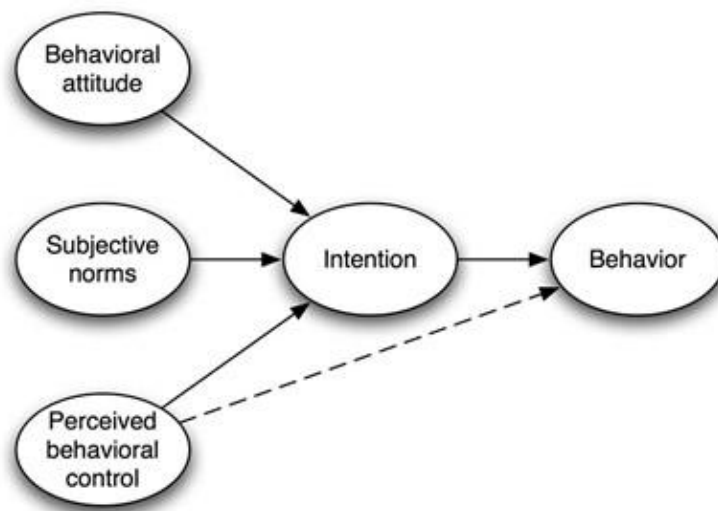 Behavioral
attitude
Subjective
norms
Intention
Behavior
Perceived
behavioral
control